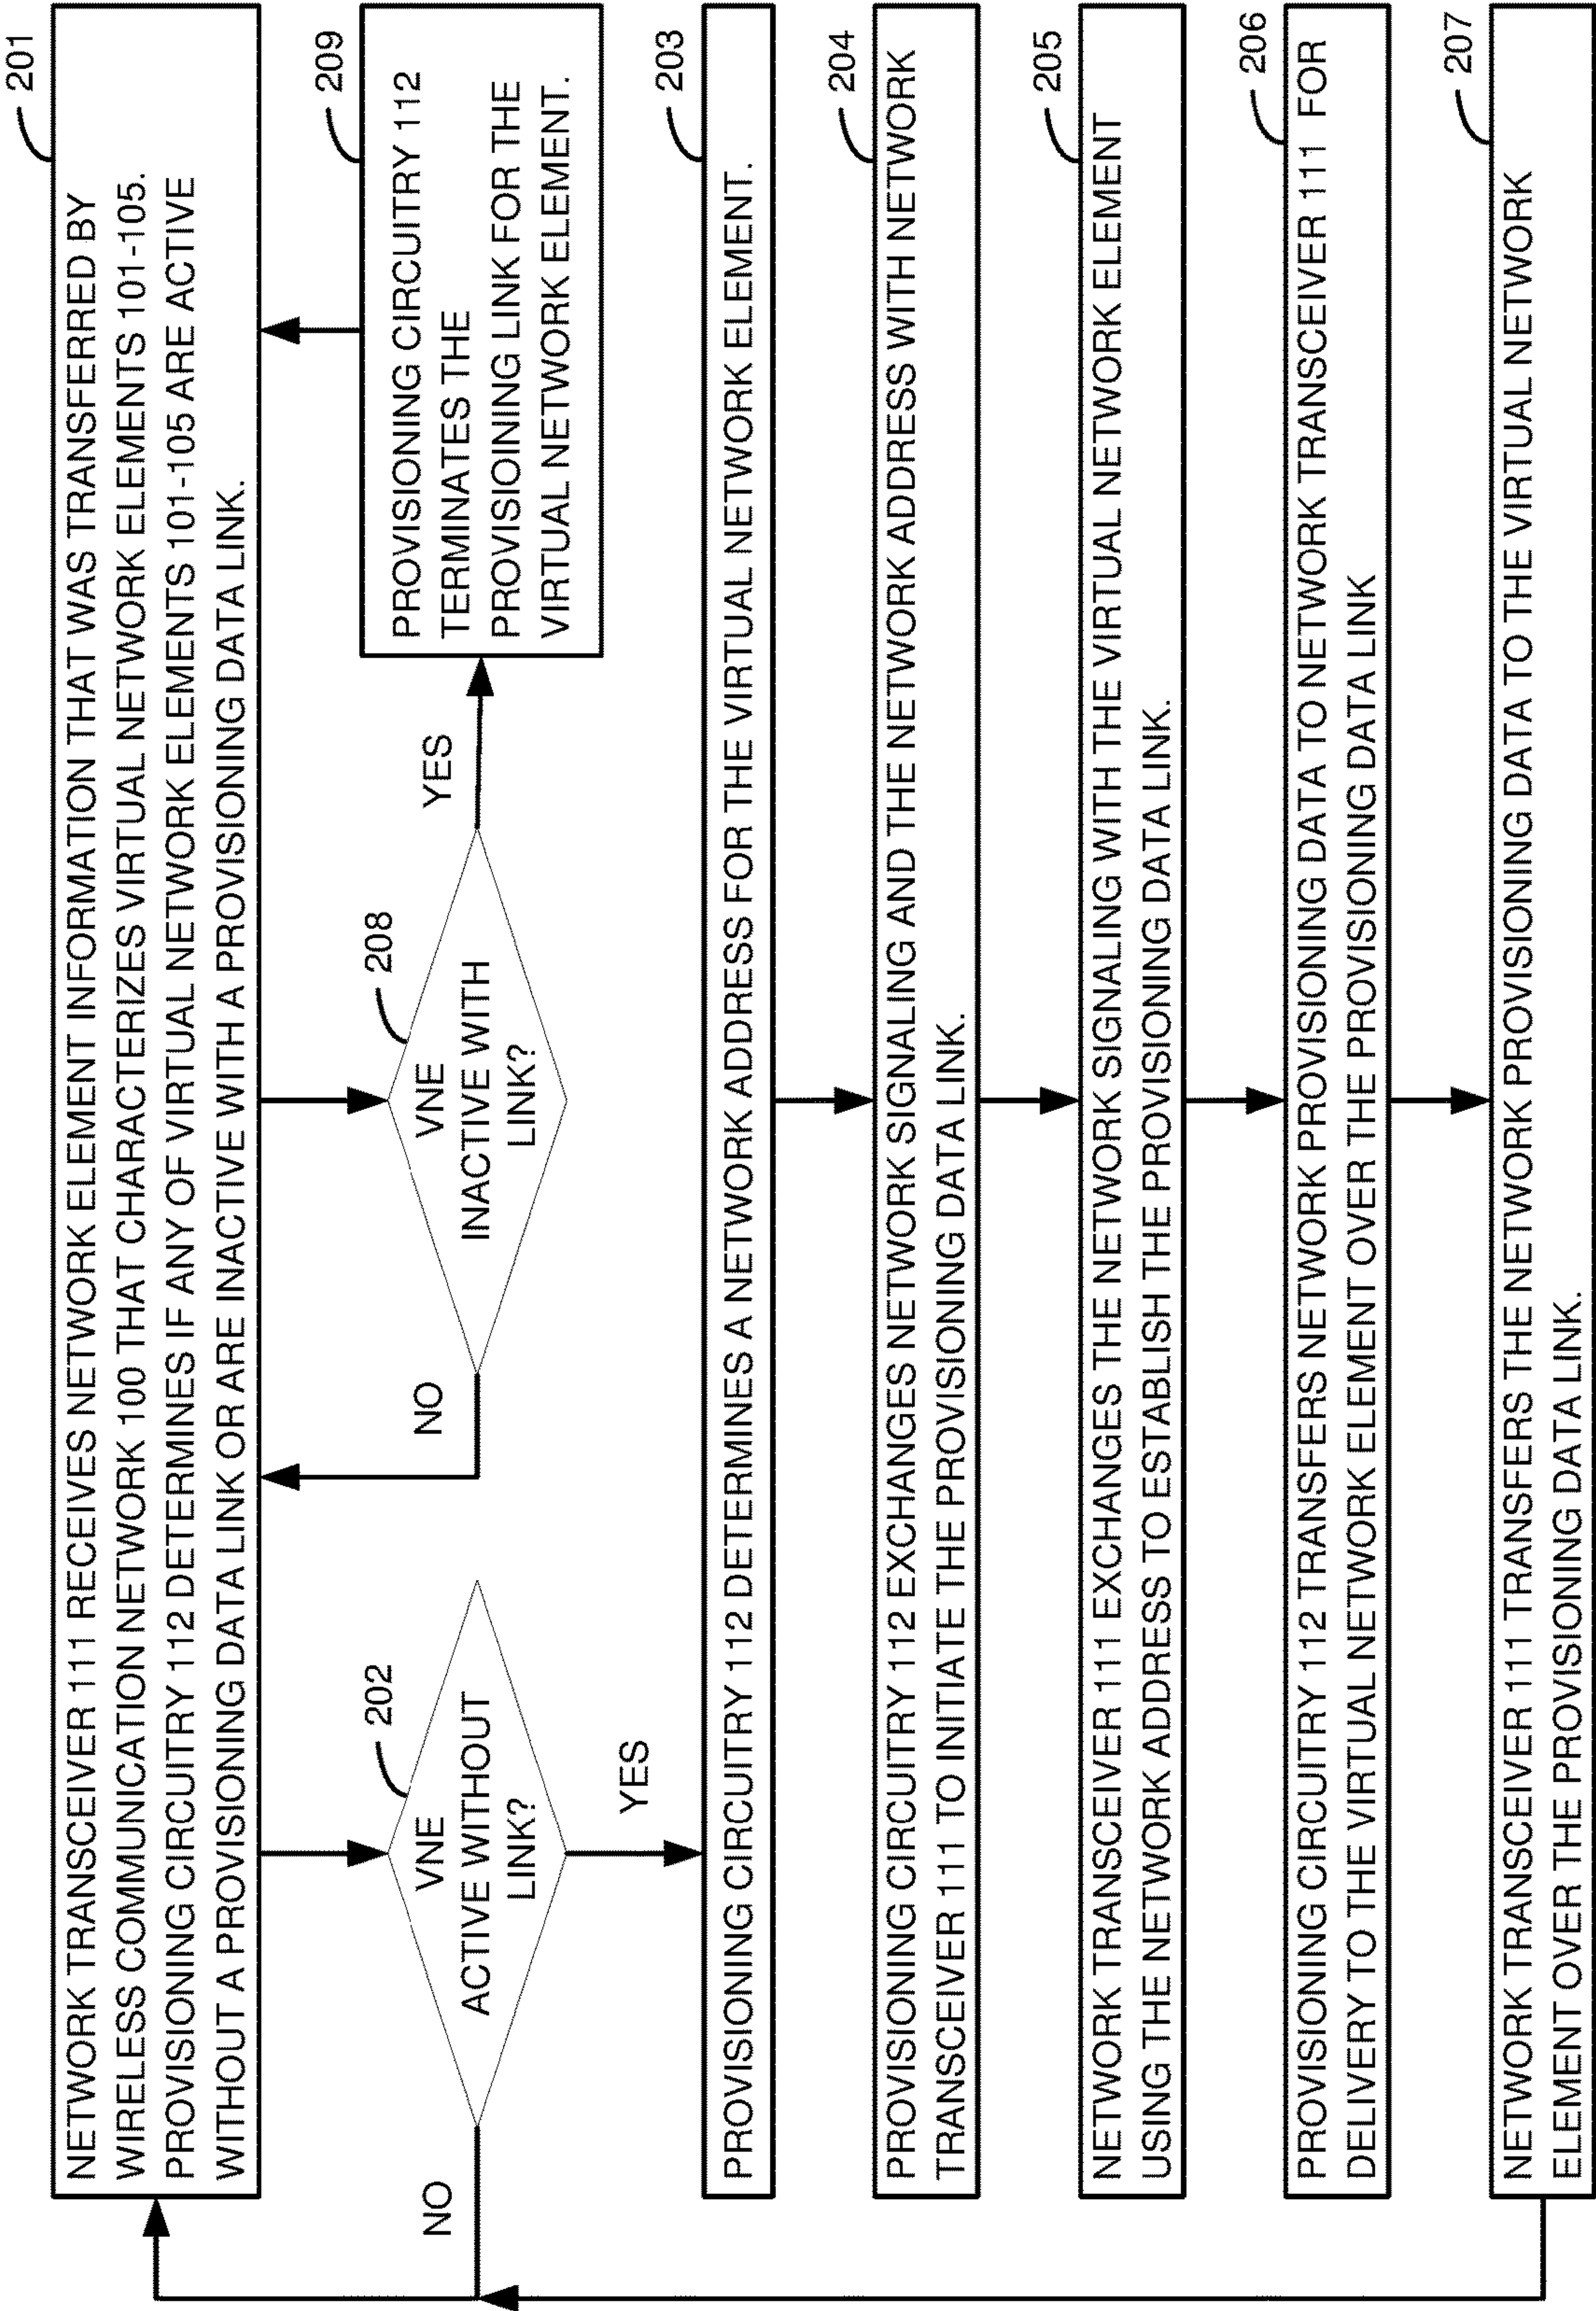 201
NETWORK TRANSCEIVER 111 RECEIVES NETWORK ELEMENT INFORMATION THAT WAS TRANSFERRED BY
WIRELESS COMMUNICATION NETWORK 100 THAT CHARACTERIZES VIRTUAL NETWORK ELEMENTS 101-105.
PROVISIONING CIRCUITRY 112 DETERMINES IF ANY OF VIRTUAL NETWORK ELEMENTS 101-105 ARE ACTIVE
WITHOUT A PROVISIONING DATA LINK OR ARE INACTIVE WITH A PROVISIONING DATA LINK.
202
VNE
ACTIVE WITHOUT
LINK?
NO
YES
208
VNE
INACTIVE WITH
LINK?
NO
YES
209
PROVISIONING CIRCUITRY 112
TERMINATES THE
PROVISIOINING LINK FOR THE
VIRTUAL NETWORK ELEMENT.
203
PROVISIONING CIRCUITRY 112 DETERMINES A NETWORK ADDRESS FOR THE VIRTUAL NETWORK ELEMENT.
204
PROVISIONING CIRCUITRY 112 EXCHANGES NETWORK SIGNALING AND THE NETWORK ADDRESS WITH NETWORK
TRANSCEIVER 111 TO INITIATE THE PROVISIONING DATA LINK.
205
NETWORK TRANSCEIVER 111 EXCHANGES THE NETWORK SIGNALING WITH THE VIRTUAL NETWORK ELEMENT
USING THE NETWORK ADDRESS TO ESTABLISH THE PROVISIONING DATA LINK.
206
PROVISIONING CIRCUITRY 112 TRANSFERS NETWORK PROVISIONING DATA TO NETWORK TRANSCEIVER 111 FOR
DELIVERY TO THE VIRTUAL NETWORK ELEMENT OVER THE PROVISIONING DATA LINK
207
NETWORK TRANSCEIVER 111 TRANSFERS THE NETWORK PROVISIONING DATA TO THE VIRTUAL NETWORK
ELEMENT OVER THE PROVISIONING DATA LINK.